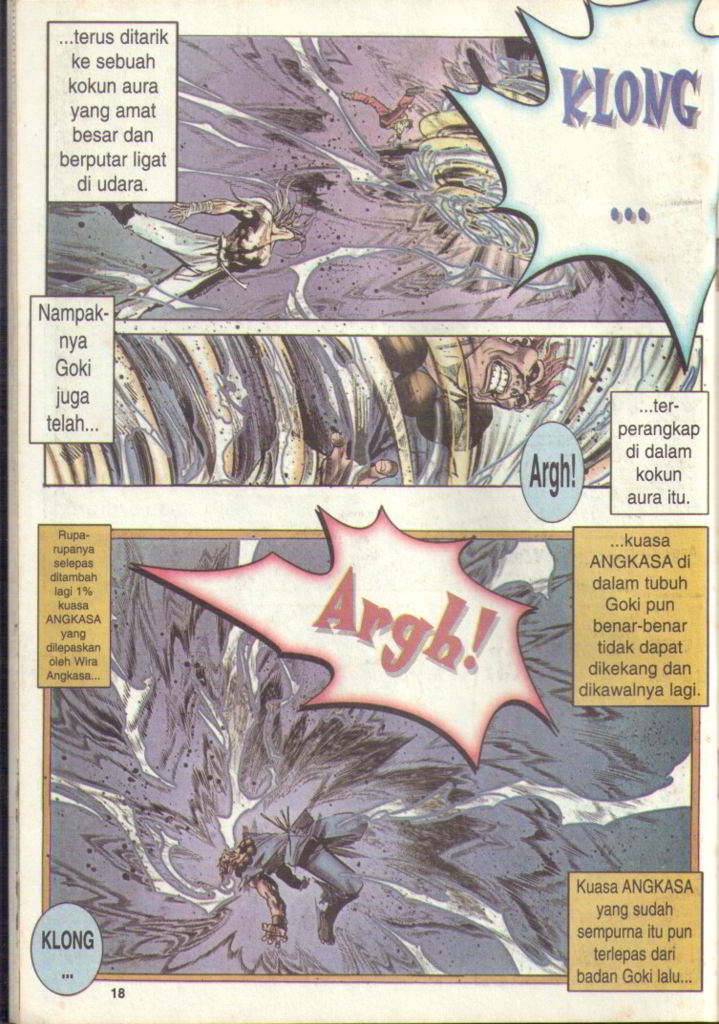 ...terus ditarik
ke sebuah
kokun aura
yang amat
besar dan
berputar ligat
di udara.
KLONG
...
Nampak-
nya
Goki
juga
telah...
Argh!
...ter-
perangkap
di dalam
kokun
aura itu.
Rupa-
rupanya
selepas
ditambah
lagi 1%
kuasa
ANGKASA
yang
dilepaskan
oleh Wira
Angkasa...
Argh!
...kuasa
ANGKASA di
dalam tubuh
Goki pun
benar-benar
tidak dapat
dikekang dan
dikawalnya lagi.
Kuasa ANGKASA
yang sudah
sempurna itu pun
terlepas dari
badan Goki lalu...
KLONG
...
18